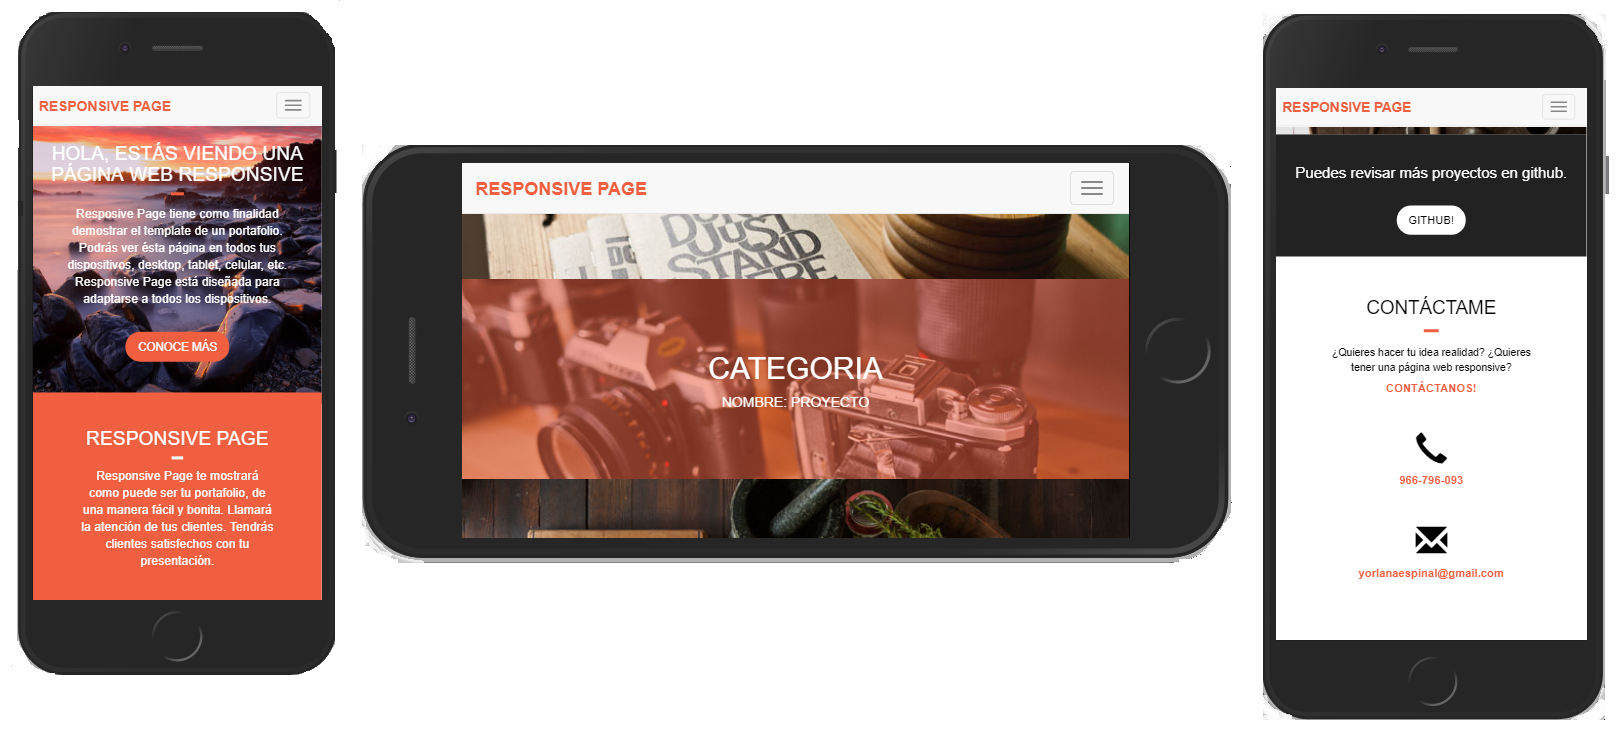 RESPONSIVE PAGE
HOLA, ESTÁS VIENDO UNA
PÁGINA WEB RESPONSIVE
Resposive Page tiene como finalidad
demostrar el template de un portafolio.
Podrás ver ésta página en todos tus
dispositivos, desktop, tablet, celular, etc.
Responsive Page está diseñada para
adaptarse a todos los dispositivos.
CONOCE MÁS
RESPONSIVE PAGE
Responsive Page te mostrará
como puede ser tu portafolio, de
una manera fácil y bonita. Llamará
la atención de tus clientes. Tendrás
clientes satisfechos con tu
presentación.
RESPONSIVE PAGE
DON'T
JUST
STAND
CATEGORIA
NOMBRE: PROYECTO
RESPONSIVE PAGE
Puedes revisar más proyectos en github.
GITHUB!
CONTÁCTAME
¿Quieres hacer tu idea realidad? ¿Quieres
tener una página web responsive?
CONTÁCTANOS!
966-796-093
yorlanaespinal@gmail.com